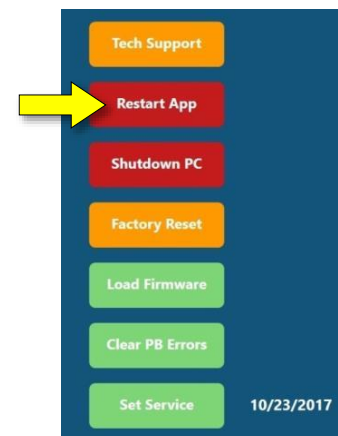 Tech Support
Restart App
Shutdown PC
Factory Reset
Load Firmware
Clear PB Errors
Set Service 10/23/2017